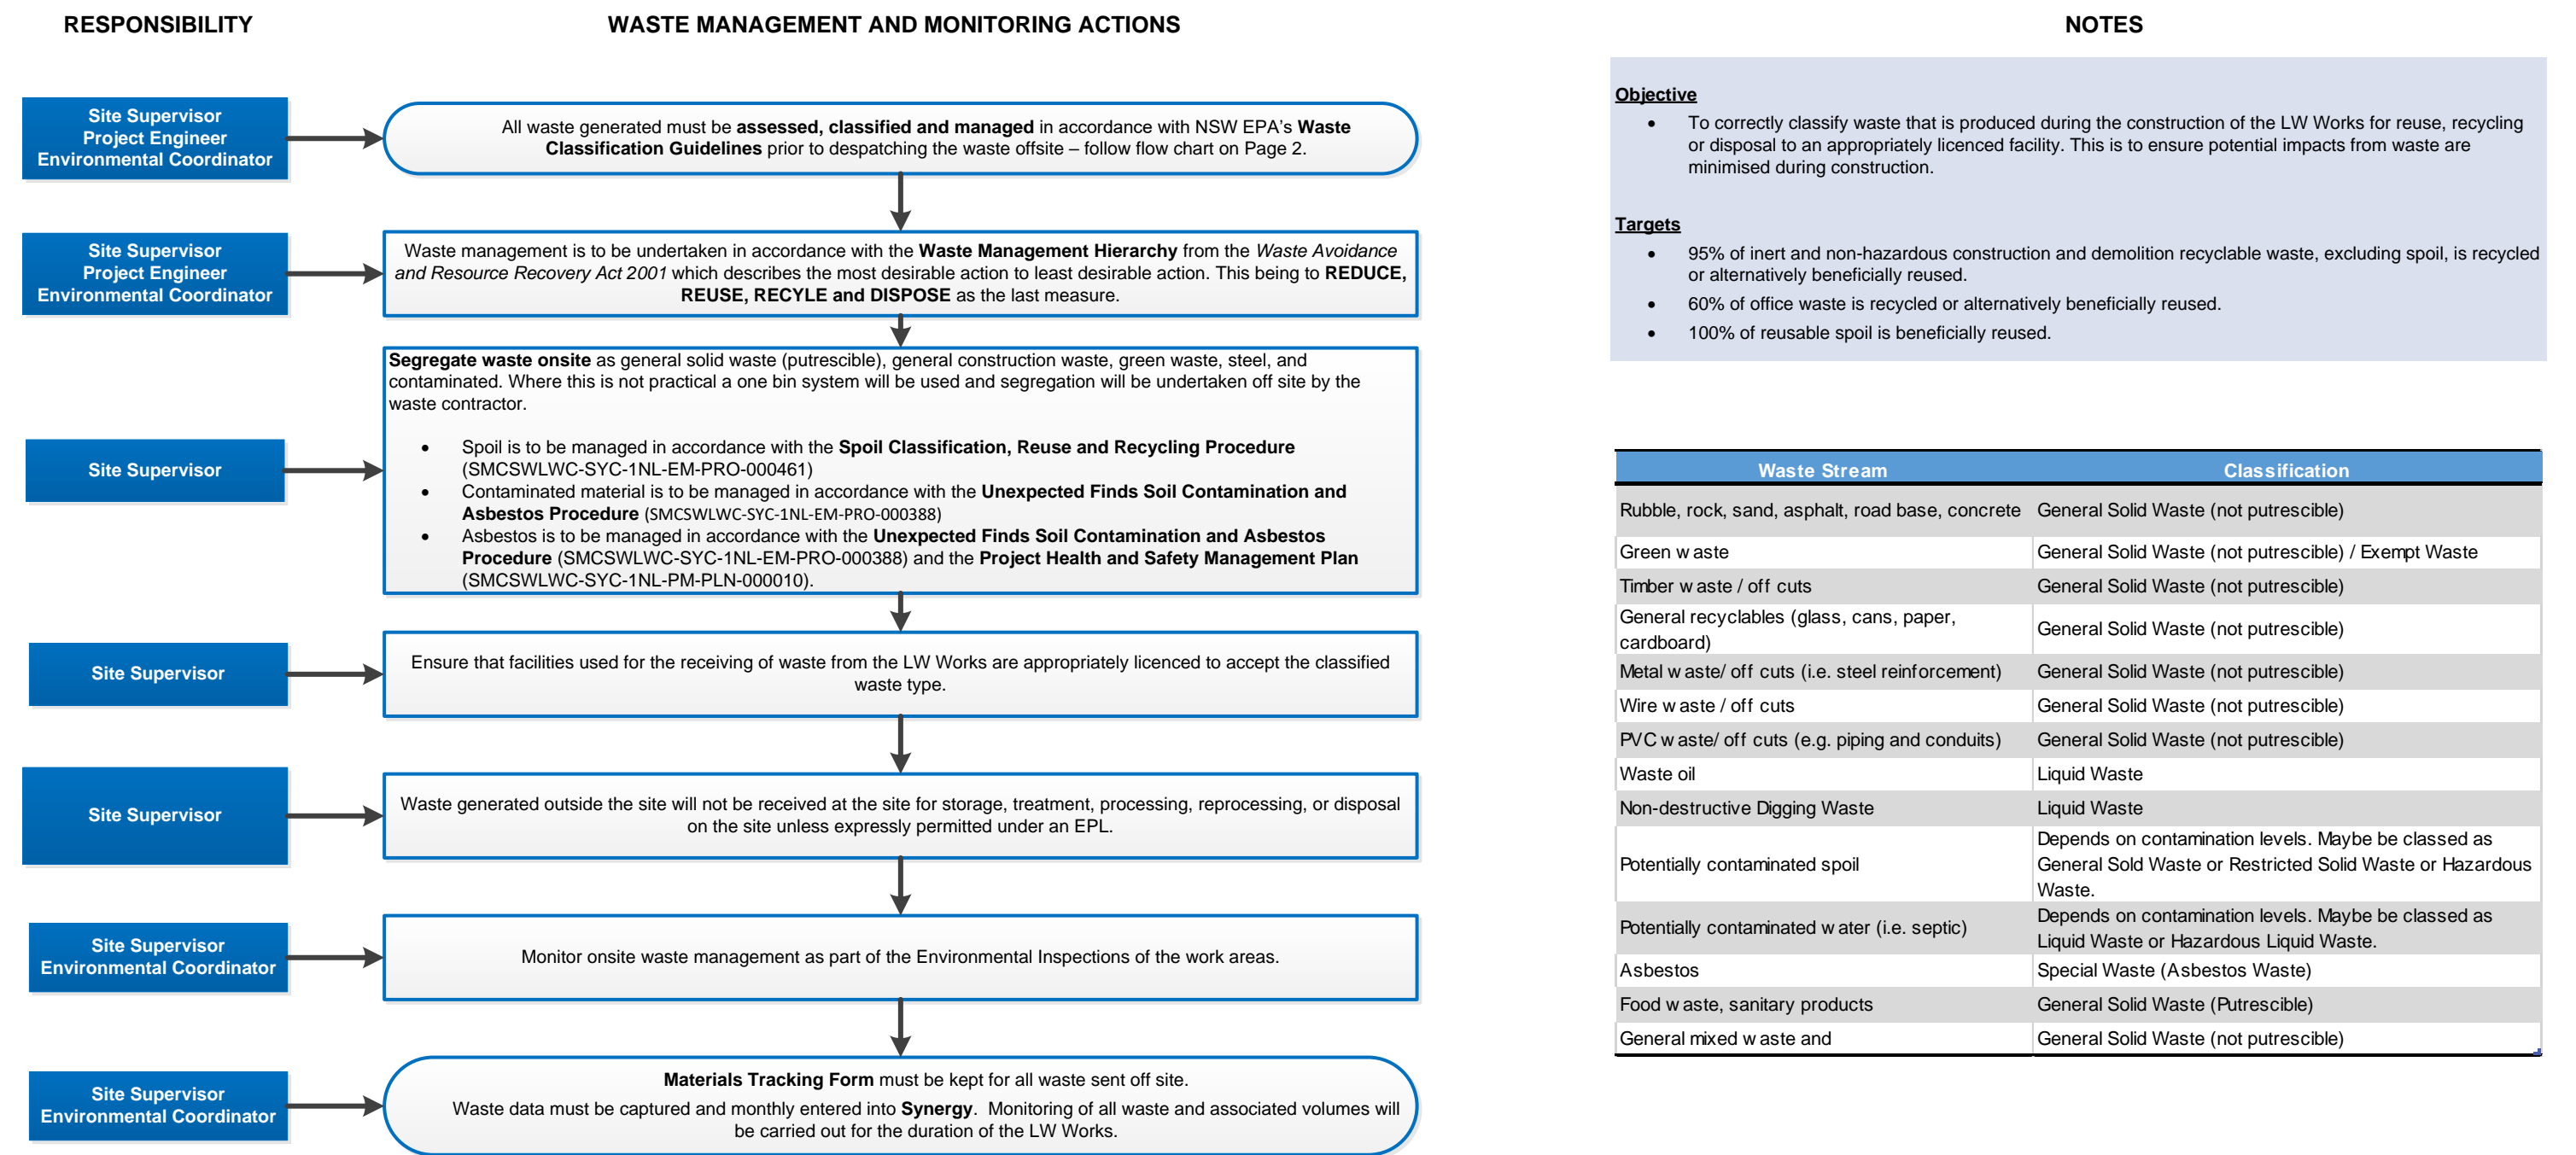 RESPONSIBILITY
WASTE MANAGEMENT AND MONITORING ACTIONS
NOTES
Site Supervisor
Project Engineer
Environmental Coordinator
All waste generated must be assessed, classified and managed in accordance with NSW EPA's Waste
Classification Guidelines prior to despatching the waste offsite – follow flow chart on Page 2.
Site Supervisor
Project Engineer
Environmental Coordinator
Waste management is to be undertaken in accordance with the Waste Management Hierarchy from the Waste Avoidance
and Resource Recovery Act 2001 which describes the most desirable action to least desirable action. This being to REDUCE,
REUSE, RECYLE and DISPOSE as the last measure.
Site Supervisor
Segregate waste onsite as general solid waste (putrescible), general construction waste, green waste, steel, and
contaminated. Where this is not practical a one bin system will be used and segregation will be undertaken off site by the
waste contractor.
• Spoil is to be managed in accordance with the Spoil Classification, Reuse and Recycling Procedure
(SMCSWLWC-SYC-1NL-EM-PRO-000461)
• Contaminated material is to be managed in accordance with the Unexpected Finds Soil Contamination and
Asbestos Procedure (SMCSWLWC-SYC-1NL-EM-PRO-000388)
• Asbestos is to be managed in accordance with the Unexpected Finds Soil Contamination and Asbestos
Procedure (SMCSWLWC-SYC-1NL-EM-PRO-000388) and the Project Health and Safety Management Plan
(SMCSWLWC-SYC-1NL-PM-PLN-000010).
Site Supervisor
Ensure that facilities used for the receiving of waste from the LW Works are appropriately licenced to accept the classified
waste type.
Site Supervisor
Waste generated outside the site will not be received at the site for storage, treatment, processing, reprocessing, or disposal
on the site unless expressly permitted under an EPL.
Site Supervisor
Environmental Coordinator
Monitor onsite waste management as part of the Environmental Inspections of the work areas.
Site Supervisor
Environmental Coordinator
Materials Tracking Form must be kept for all waste sent off site.
Waste data must be captured and monthly entered into Synergy. Monitoring of all waste and associated volumes will
be carried out for the duration of the LW Works.
Objective
• To correctly classify waste that is produced during the construction of the LW Works for reuse, recycling
or disposal to an appropriately licenced facility. This is to ensure potential impacts from waste are
minimised during construction.
Targets
• 95% of inert and non-hazardous construction and demolition recyclable waste, excluding spoil, is recycled
or alternatively beneficially reused.
• 60% of office waste is recycled or alternatively beneficially reused.
• 100% of reusable spoil is beneficially reused.
Waste Stream Classification
Rubble, rock, sand, asphalt, road base, concrete General Solid Waste (not putrescible)
Green waste General Solid Waste (not putrescible) / Exempt Waste
Timber waste / off cuts General Solid Waste (not putrescible)
General recyclables (glass, cans, paper,
cardboard)
General Solid Waste (not putrescible)
Metal waste/ off cuts (i.e. steel reinforcement) General Solid Waste (not putrescible)
Wire waste / off cuts General Solid Waste (not putrescible)
PVC waste/ off cuts (e.g. piping and conduits) General Solid Waste (not putrescible)
Waste oil Liquid Waste
Non-destructive Digging Waste Liquid Waste
Potentially contaminated spoil
Depends on contamination levels. Maybe be classed as
General Sold Waste or Restricted Solid Waste or Hazardous
Waste.
Potentially contaminated water (i.e. septic)
Depends on contamination levels. Maybe be classed as
Liquid Waste or Hazardous Liquid Waste.
Asbestos Special Waste (Asbestos Waste)
Food waste, sanitary products General Solid Waste (Putrescible)
General mixed waste and General Solid Waste (not putrescible)